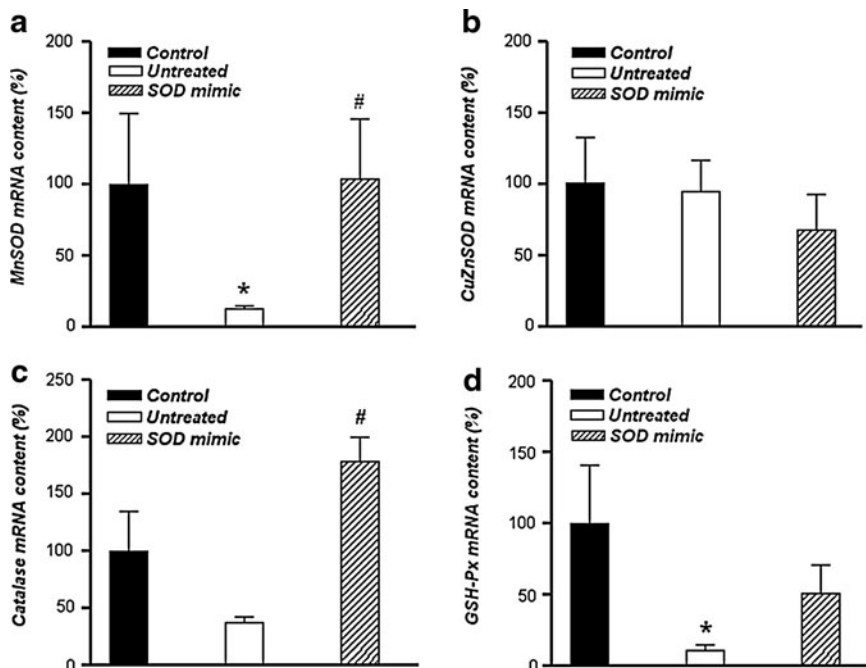 a
MnSOD mRNA content (%)
200
150
100
50
0
Control
Untreated
SOD mimic
*
#
b
CuZnSOD mRNA content (%)
200
150
100
50
0
Control
Untreated
SOD mimic
c
Catalase mRNA content (%)
250
200
150
100
50
0
Control
Untreated
SOD mimic
#
d
GSH-Px mRNA content (%)
200
150
100
50
0
Control
Untreated
SOD mimic
*